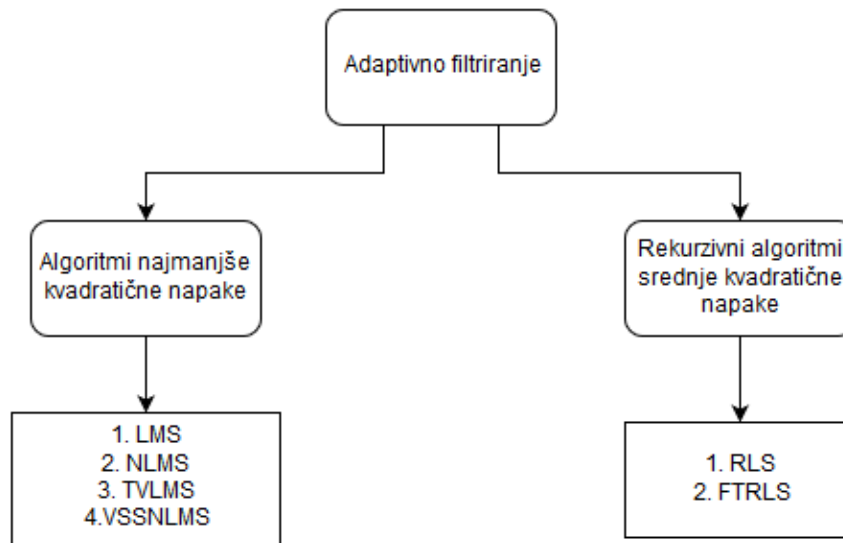 Adaptivno filtriranje
Algoritmi najmanjše
kvadratične napake
Rekurzivni algoritmi
srednje kvadratične
napake
1. LMS
2. NLMS
3. TVLMS
4.VSSNLMS
1. RLS
2. FTRLS